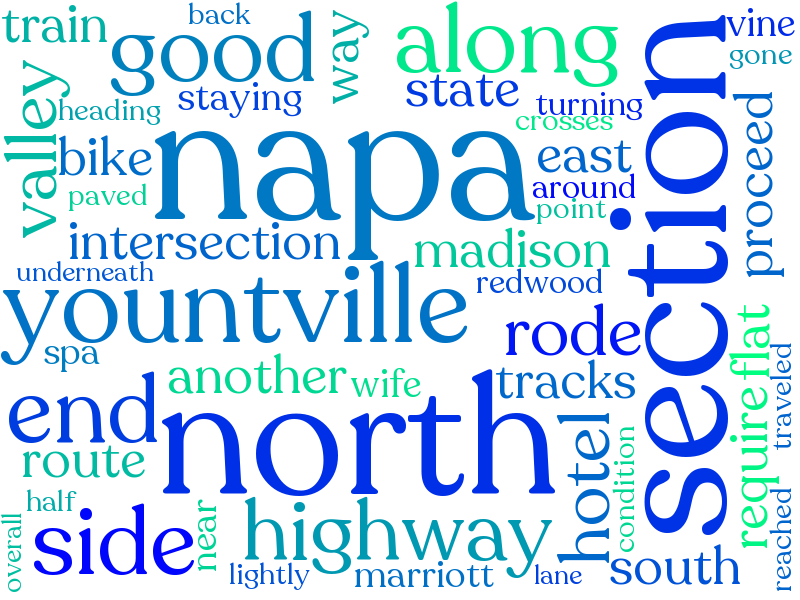 train
back
good
way
along
vine
gone
valley
heading
staying
state
turning
crosses
section
proceed
bike
napa
east
paved
around
point
intersection
madison
underneath
yountville
redwood
spa
rode
flat
another
wife
tracks
require
traveled
end
north
hotel
route
condition
half
side
near
highway
reached
overall
lightly
marriott
lane
south